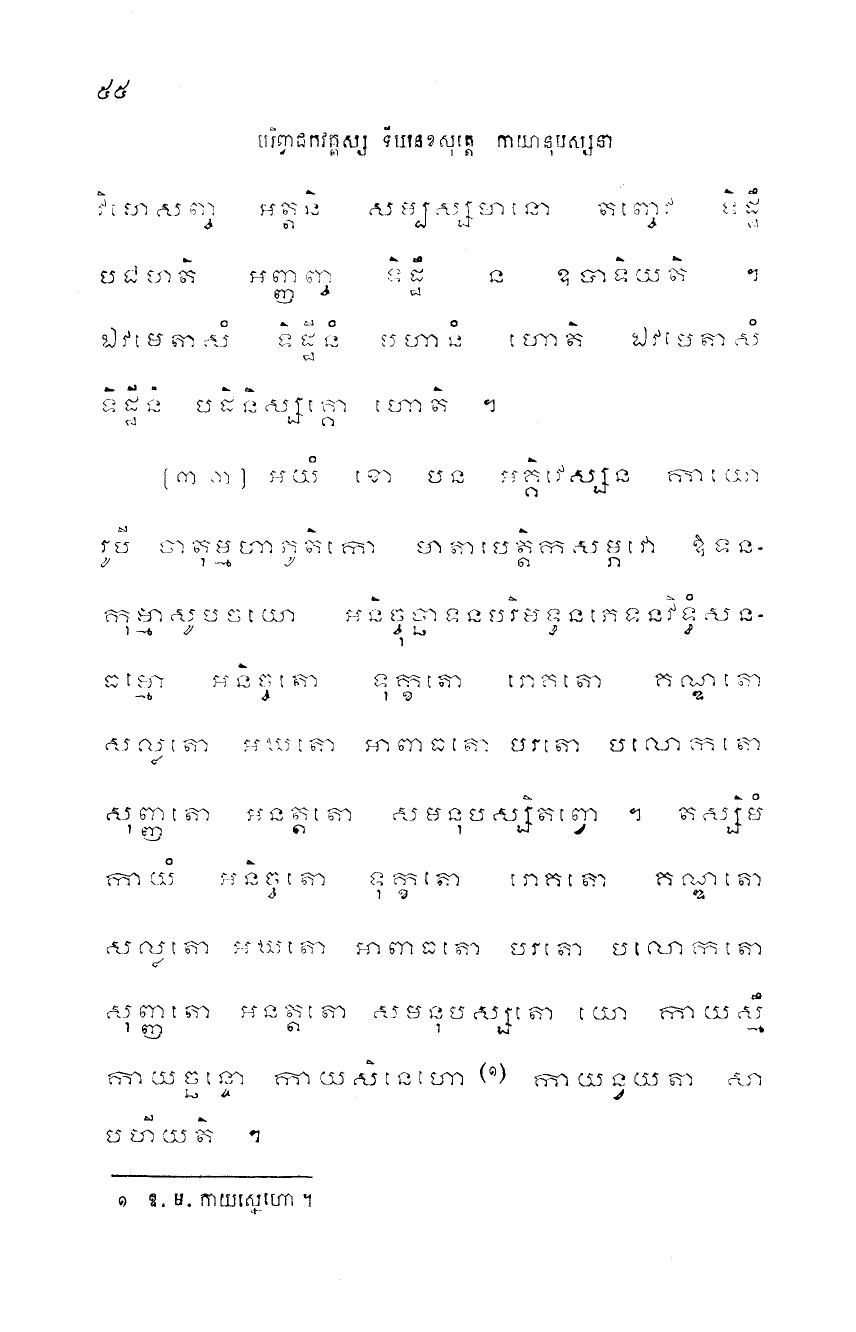 ៥៥
បរិព្វាជកវគ្គស្ស ទីឃនខសុត្តេ កាយានុបស្សនា
វិហេសញ្ច អត្តនិ សម្បស្សមានោ តញ្ចេវ ទិដ្ឋឹ
បជហតិ អញ្ញញ្ច ទិដ្ឋឹ ន ឧបាទិយតិ ។
ឯវមេតាសំ ទិដ្ឋីនំ បហានំ ហោតិ ឯវមេតាសំ
ទិដ្ឋីនំ បដិនិស្សគ្គោ ហោតិ ។
[៣៣] អយំ ខោ បន អគ្គិវេស្សន កាយោ
រូបី ចាតុម្មហាភូតិកោ មាតាបេត្តិកសម្ភវោ ឱទន-
កុម្មាសូបចយោ អនិច្ចុច្ឆាទនបរិមទ្ទនភេទនវិទ្ធំសន-
ធម្មោ អនិច្ចតោ ទុក្ខតោ រោគតោ គណ្ឌតោ
សល្លតោ អឃតោ អាពាធតោ បរតោ បលោកតោ
សុញ្ញតោ អនត្តតោ សមនុបស្សិតព្វោ ។ តស្សិមំ
កាយំ អនិច្ចតោ ទុក្ខតោ រោគតោ គណ្ឌតោ
សល្លតោ អឃតោ អាពាធតោ បរតោ បលោកតោ
សុញ្ញតោ អនត្តតោ សមនុបស្សតោ យោ កាយស្មឹ
កាយច្ឆន្ទោ កាយសិនេហោ (១) កាយន្វយតា សា
បហីយតិ ។
១ ឱ. ម. កាយស្នេហោ ។